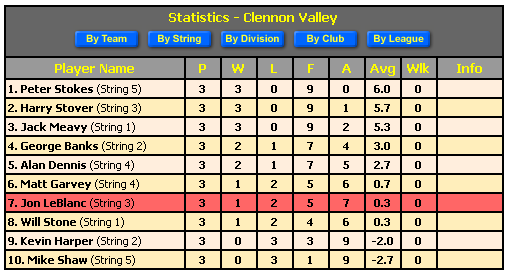 Statistics - Clennon Valley
By Team By String By Division By Club By League
Player Name P W L F A Avg Wlk Info
1. Peter Stokes (String 5) 3 3 0 9 0 6.0 0
2. Harry Stover (String 3) 3 3 0 9 1 5.7 0
3. Jack Meavy (String 1) 3 3 0 9 2 5.3 0
4. George Banks (String 2) 3 2 1 7 4 3.0 0
5. Alan Dennis (String 4) 3 2 1 7 5 2.7 0
6. Matt Garvey (String 4) 3 1 2 5 6 0.7 0
7. Jon LeBlanc (String 3) 3 1 2 5 7 0.3 0
8. Will Stone (String 1) 3 1 2 4 6 0.3 0
9. Kevin Harper (String 2) 3 0 3 3 9 -2.0 0
10. Mike Shaw (String 5) 3 0 3 1 9 -2.7 0